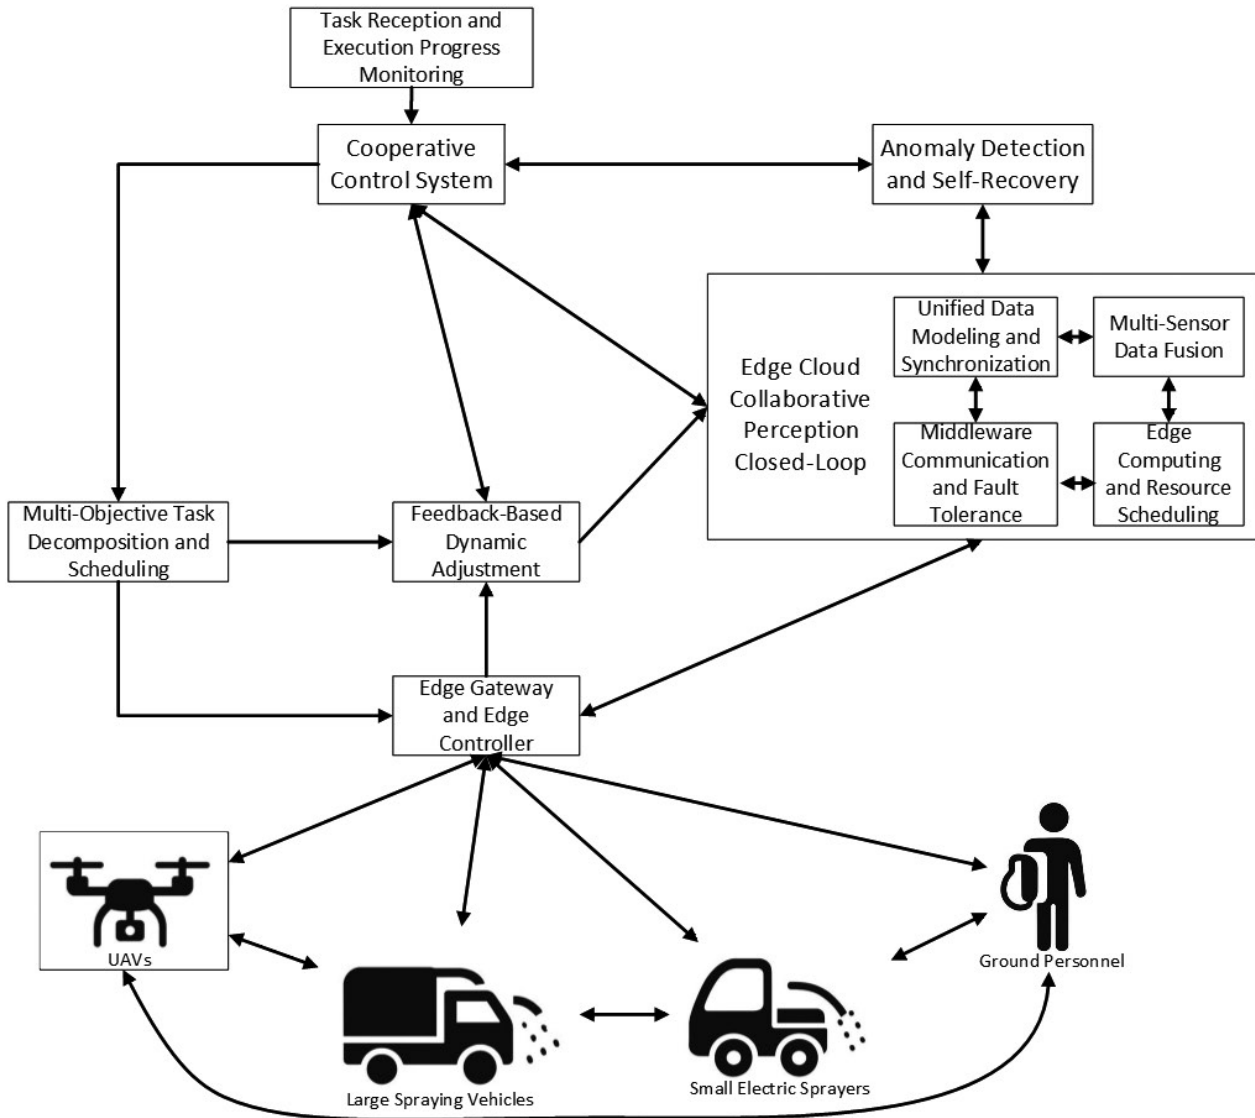 Task Reception and
Execution Progress
Monitoring
Cooperative
Control System
Anomaly Detection
and Self-Recovery
Edge Cloud
Collaborative
Perception
Closed-Loop
Unified Data
Modeling and
Synchronization
Multi-Sensor
Data Fusion
Middleware
Communication
and Fault
Tolerance
Edge
Computing
and Resource
Scheduling
Multi-Objective Task
Decomposition and
Scheduling
Feedback-Based
Dynamic
Adjustment
Edge Gateway
and Edge
Controller
UAVs
Ground Personnel
Large Spraying Vehicles
Small Electric Sprayers